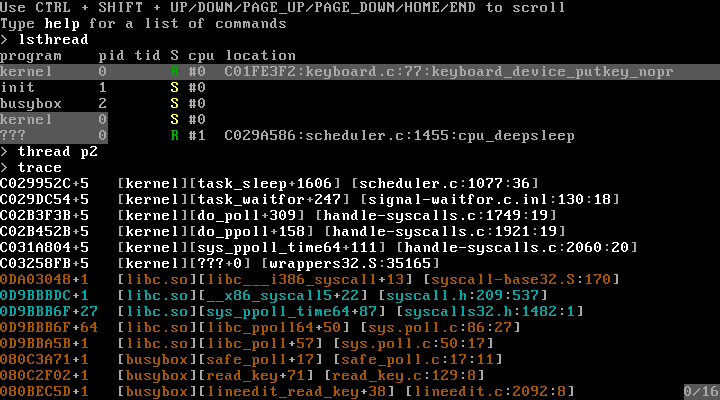 Use CTRL + SHIFT + UP/DOWN/PAGE_UP/PAGE_DOWN/HOME/END to scroll
Type help for a list of commands
> lsthread
program    pid tid S cpu  location
kernel     0       R #0   C01FE3F2:keyboard.c:77:keyboard_device_putkey_nopr
init       1       S #0
busybox    2       S #0
kernel     0       S #0
???        0       R #1   C029A586:scheduler.c:1455:cpu_deepsleep
> thread p2
> trace
C029952C+5   [kernel][task_sleep+1606] [scheduler.c:1077:36]
C029DC54+5   [kernel][task_waitfor+247] [signal-waitfor.c.inl:130:18]
C02B3F3B+5   [kernel][do_poll+309] [handle-syscalls.c:1749:19]
C02B452B+5   [kernel][do_ppoll+158] [handle-syscalls.c:1921:19]
C031A804+5   [kernel][sys_ppoll_time64+111] [handle-syscalls.c:2060:20]
C03258FB+5   [kernel][???+0] [wrappers32.S:35165]
0DA03048+1   [libc.so][libc___i386_syscall+13] [syscall-base32.S:170]
0D9BBBDC+1   [libc.so][__x86_syscall5+22] [syscall.h:209:537]
0D9BBB6F+27  [libc.so][sys_ppoll_time64+87] [syscalls32.h:1482:1]
0D9BBB6F+64  [libc.so][libc_ppoll64+50] [sys.poll.c:86:27]
0D9BBA5B+1   [libc.so][libc_poll+57] [sys.poll.c:50:17]
080C3A71+1   [busybox][safe_poll+17] [safe_poll.c:17:11]
080C2F02+1   [busybox][read_key+71] [read_key.c:129:8]
080BEC5D+1   [busybox][lineedit_read_key+38] [lineedit.c:2092:8]
0/16